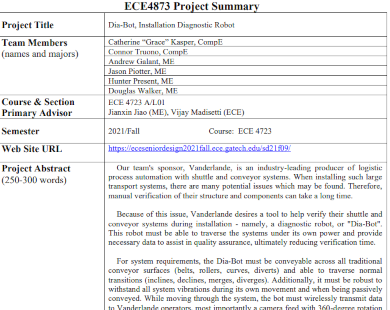 ECE4873 Project Summary
Project Title
Dia-Bot, Installation Diagnostic Robot
Team Members
(names and majors)
Catherine “Grace” Kasper, CompE
Connor Truono, CompE
Andrew Galant, ME
Jason Piotter, ME
Hunter Present, ME
Douglas Walker, ME
Course & Section
Primary Advisor
ECE 4873 A/L01
Jianxin Jiao (ME), Vijay Madisetti (ECE)
Semester
2021/Fall Course: ECE 4723
Web Site URL
https://eceseniordesign2021fall.ece.gatech.edu/sd21f09/
Project Abstract
(250-300 words)
Our team's sponsor, Vanderlande, is an industry-leading producer of logistic
process automation with shuttle and conveyor systems. When installing such large
transport systems, there are many potential issues which may be found. Therefore,
manual verification of their structure and components can take a long time.
Because of this issue, Vanderlande desires a tool to help verify their shuttle and
conveyor systems during installation - namely, a diagnostic robot, or "Dia-Bot".
This robot must be able to traverse the systems under its own power and provide
necessary data to assist in quality assurance, ultimately reducing verification time.
For system requirements, the Dia-Bot must be conveyable across all traditional
conveyor surfaces (belts, rollers, curves, diverts) and able to traverse normal
transitions (inclines, declines, merges, diverges). Additionally, it must be robust to
withstand all system vibrations during its own movement and when being passively
conveyed. While moving through the system, the bot must wirelessly transmit data
to Vanderlande operators, most importantly a camera feed with 360-degree rotation